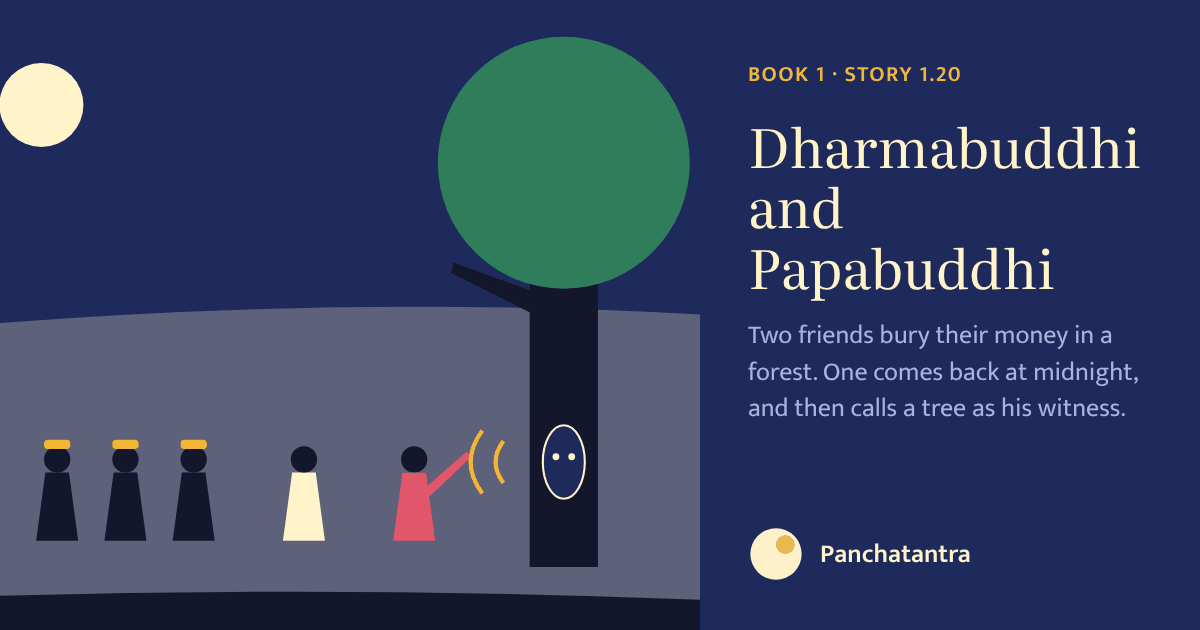 BOOK 1 · STORY 1.20
Dharmabuddhi
and
Papabuddhi
Two friends bury their money in a
forest. One comes back at midnight,
and then calls a tree as his witness.
Panchatantra